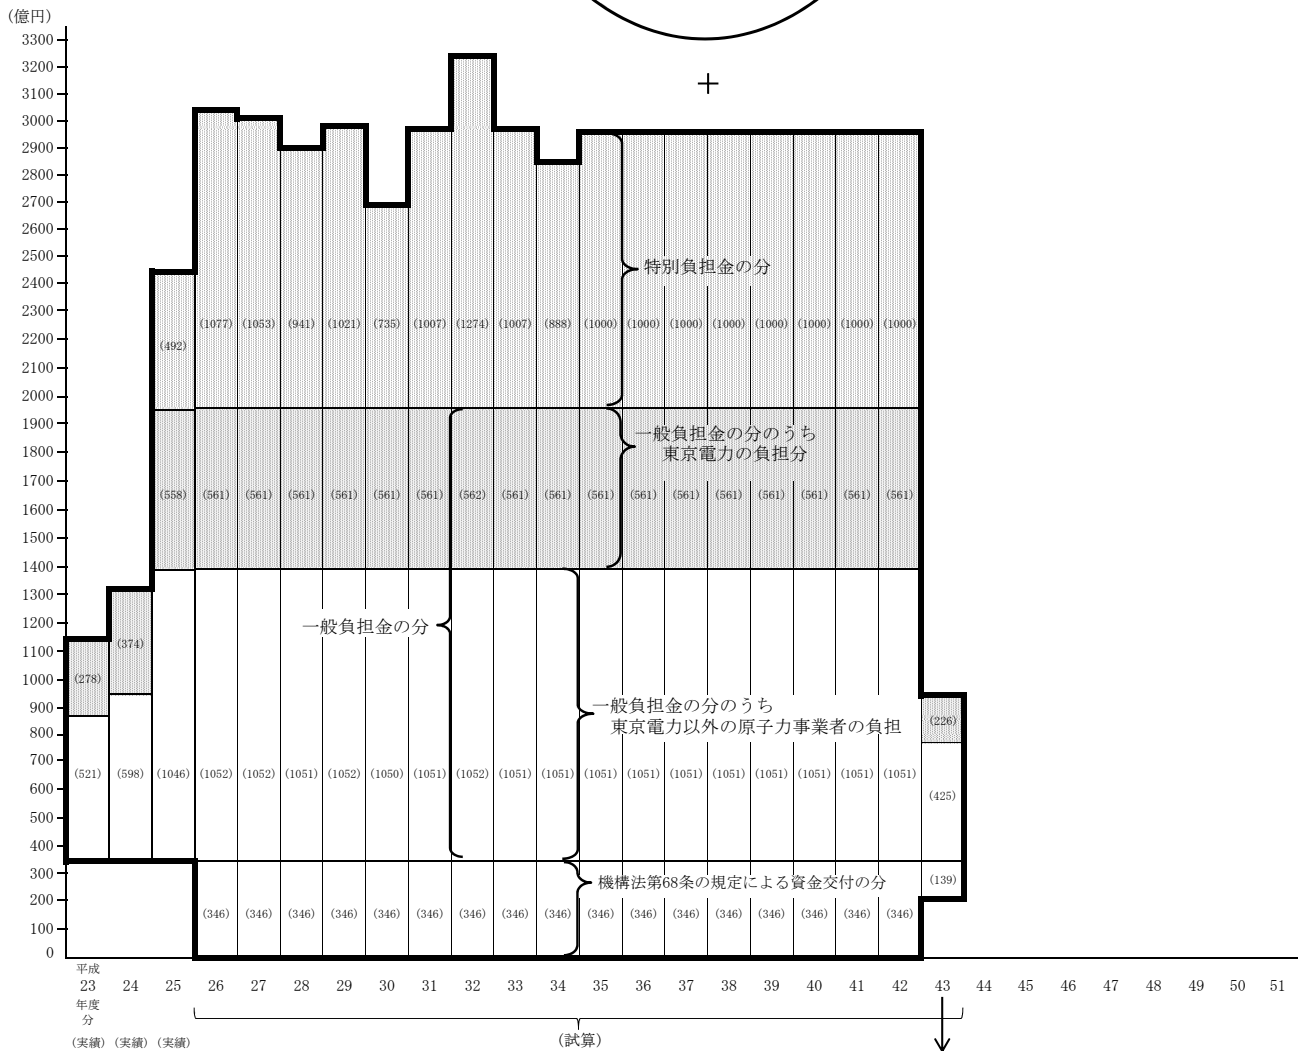 (億円)
3300
3200
3100
3000
2900
2800
2700
2600
2500
2400
2300
2200
2100
2000
1900
1800
1700
1600
1500
1400
1300
1200
1100
1000
900
800
700
600
500
400
300
200
100
0
特別負担金の分
(1077) (1053) (941) (1021) (735) (1007) (1274) (1007) (888) (1000) (1000) (1000) (1000) (1000) (1000) (1000) (1000)
(492)
一般負担金の分のうち
東京電力の負担分
(558) (561) (561) (561) (561) (561) (561) (562) (561) (561) (561) (561) (561) (561) (561) (561) (561) (561)
一般負担金の分
(374)
(278)
一般負担金の分のうち
東京電力以外の原子力事業者の負担
(226)
(521) (598) (1046) (1052) (1052) (1051) (1052) (1050) (1051) (1052) (1051) (1051) (1051) (1051) (1051) (1051) (1051) (1051) (1051) (1051)
(425)
機構法第68条の規定による資金交付の分
(139)
(346) (346) (346) (346) (346) (346) (346) (346) (346) (346) (346) (346) (346) (346) (346) (346) (346)
平成
23 24 25 26 27 28 29 30 31 32 33 34 35 36 37 38 39 40 41 42 43 44 45 46 47 48 49 50 51
年度
分
(実績) (実績) (実績)
(試算)